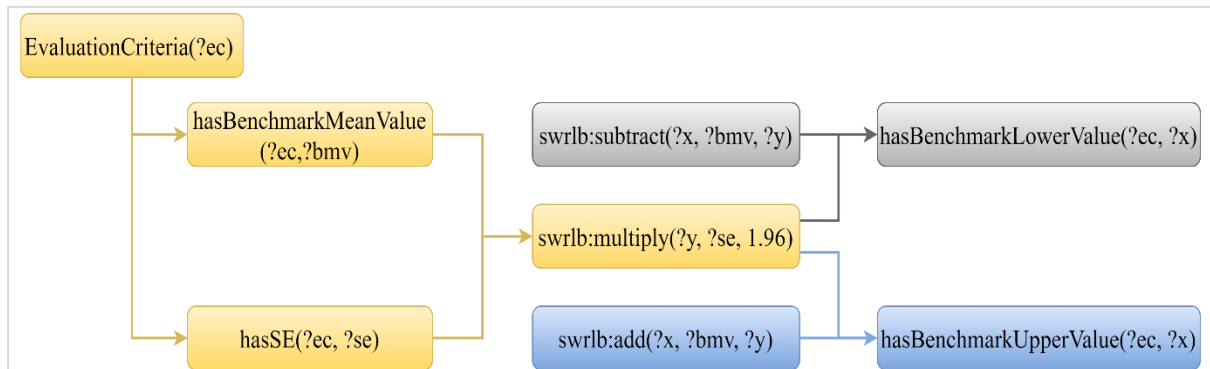 EvaluationCriteria(?ec)
hasBenchmarkMeanValue
(?ec,?bmv)
swrlb:subtract(?x, ?bmv, ?y)
hasBenchmarkLowerValue(?ec, ?x)
swrlb:multiply(?y, ?se, 1.96)
hasSE(?ec, ?se)
swrlb:add(?x, ?bmv, ?y)
hasBenchmarkUpperValue(?ec, ?x)